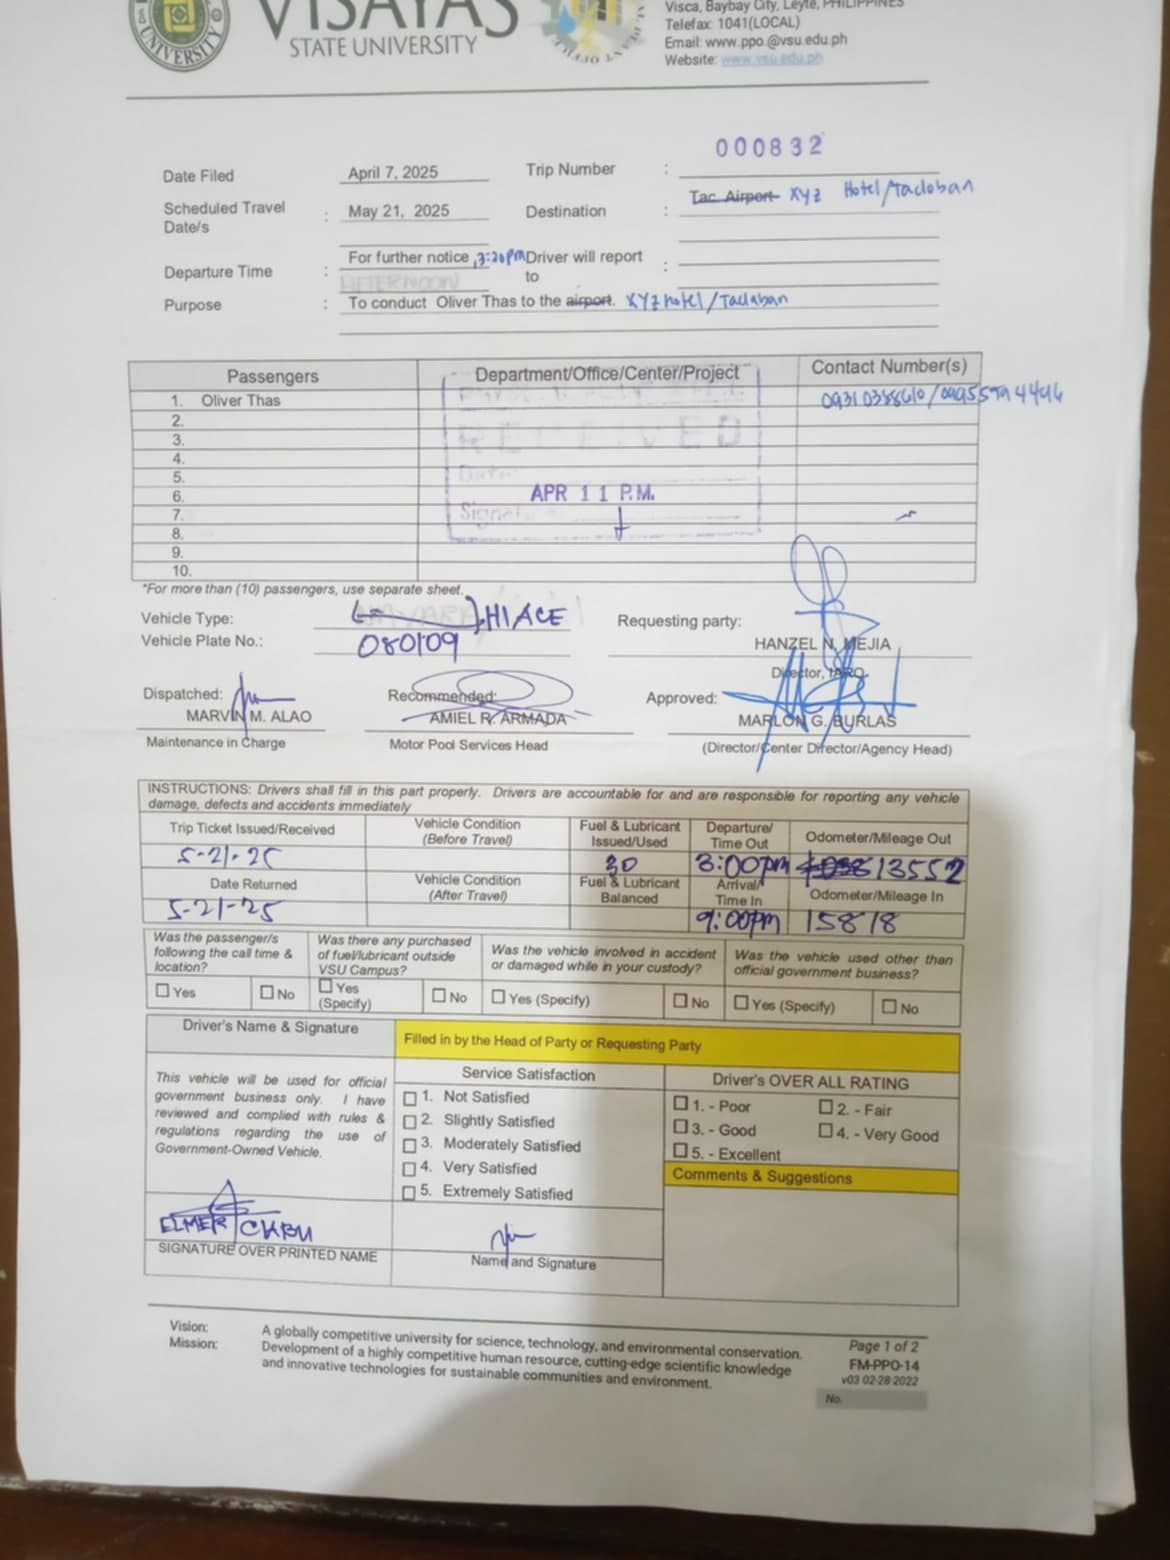 VISAYAS
STATE UNIVERSITY
UNIVERSITY
Visca, Baybay City, Leyte, PHILIPPINES
Telefax: 1041(LOCAL)
Email: www.ppo.@vsu.edu.ph
Website: www.vsu.edu.ph
000832
Date Filed April 7, 2025 Trip Number :
Scheduled Travel Date/s : May 21, 2025 Destination : Tac. Airport XYZ Hotel/Tacloban
Departure Time : For further notice, 3:20pm Driver will report to :
AFTERNOON
Purpose : To conduct Oliver Thas to the airport. XYZ hotel/Tacloban
Passengers Department/Office/Center/Project Contact Number(s)
1. Oliver Thas
2.
3.
RECEIVED
4.
5.
Date:
6.
APR 11 P.M.
7.
8.
9.
10.
*For more than (10) passengers, use separate sheet.
Vehicle Type: HIACE Requesting party:
Vehicle Plate No.: 080109 HANZEL N. MEJIA
Director, IARO
Dispatched: Recommended: Approved:
MARVIN M. ALAO AMIEL R. ARMADA MARLON G. BURLAS
Maintenance in Charge Motor Pool Services Head (Director/Center Director/Agency Head)
INSTRUCTIONS: Drivers shall fill in this part properly. Drivers are accountable for and are responsible for reporting any vehicle
damage, defects and accidents immediately
Trip Ticket Issued/Received Vehicle Condition (Before Travel) Fuel & Lubricant Issued/Used Departure/ Time Out Odometer/Mileage Out
5-21-25 30 3:00pm 13552
Date Returned Vehicle Condition (After Travel) Fuel & Lubricant Balanced Arrival/ Time In Odometer/Mileage In
5-21-25 9:00pm 15818
Was the passenger/s following the call time & location? Was there any purchased of fuel/lubricant outside VSU Campus? Was the vehicle involved in accident or damaged while in your custody? Was the vehicle used other than official government business?
☐ Yes ☐ No ☐ Yes (Specify) ☐ No ☐ Yes (Specify) ☐ No ☐ Yes (Specify) ☐ No
Driver's Name & Signature
Filled in by the Head of Party or Requesting Party
This vehicle will be used for official
government business only. I have
reviewed and complied with rules &
regulations regarding the use of
Government-Owned Vehicle.
Service Satisfaction
☐ 1. Not Satisfied
☐ 2. Slightly Satisfied
☐ 3. Moderately Satisfied
☐ 4. Very Satisfied
☐ 5. Extremely Satisfied
Driver's OVER ALL RATING
☐ 1. - Poor ☐ 2. - Fair
☐ 3. - Good ☐ 4. - Very Good
☐ 5. - Excellent
Comments & Suggestions
ELMER
SIGNATURE OVER PRINTED NAME
Name and Signature
Vision: A globally competitive university for science, technology, and environmental conservation.
Mission: Development of a highly competitive human resource, cutting-edge scientific knowledge
and innovative technologies for sustainable communities and environment.
Page 1 of 2
FM-PPO-14
v03 02-28-2022
No.